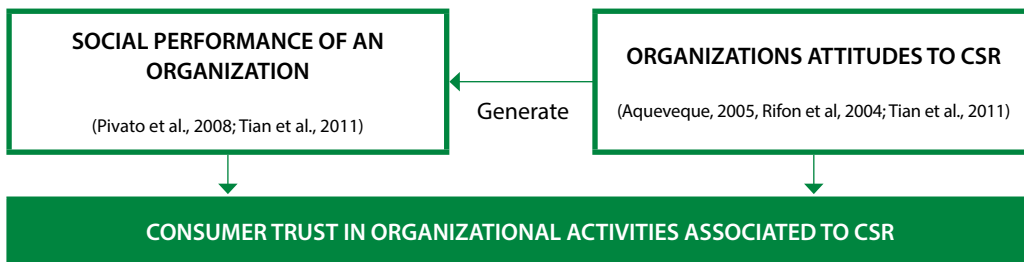 SOCIAL PERFORMANCE OF AN
ORGANIZATION
(Pivato et al., 2008; Tian et al., 2011)
Generate
ORGANIZATIONS ATTITUDES TO CSR
(Aqueveque, 2005, Rifon et al, 2004; Tian et al., 2011)
CONSUMER TRUST IN ORGANIZATIONAL ACTIVITIES ASSOCIATED TO CSR